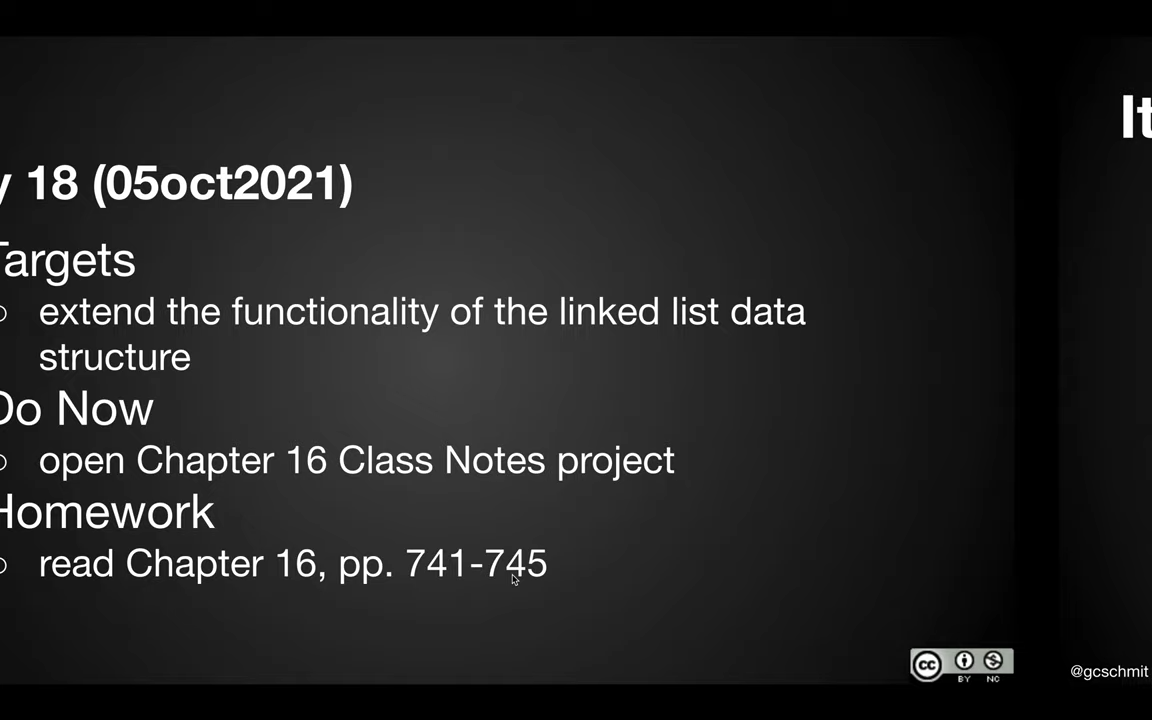 y 18 (05oct2021)
Targets
extend the functionality of the linked list data
structure
Do Now
open Chapter 16 Class Notes project
Homework
read Chapter 16, pp. 741-745
It
cc
BY NC
@gcschmit